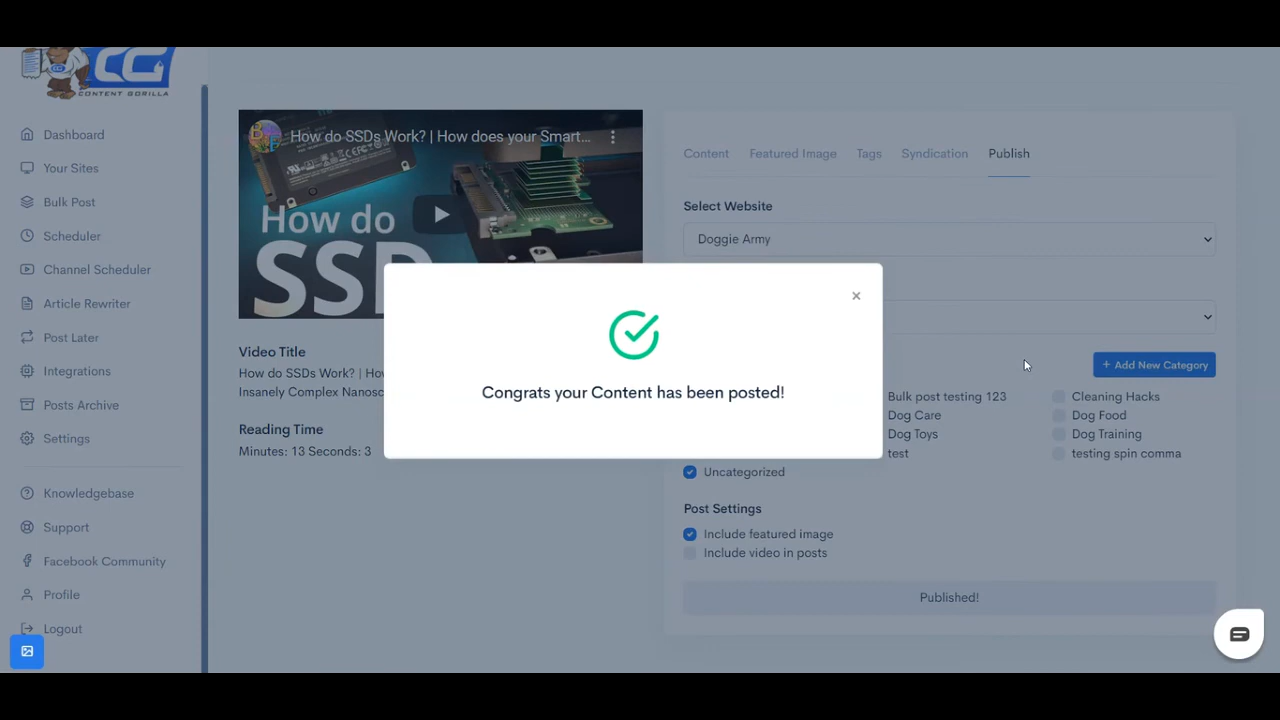 CG
CONTENT GORILLA
Dashboard
Your Sites
Bulk Post
Scheduler
Channel Scheduler
Article Rewriter
Post Later
Integrations
Posts Archive
Settings
Knowledgebase
Support
Facebook Community
Profile
Logout
How do SSDs Work? | How does your Smart...
How do
SSD
Video Title
How do SSDs Work? | Ho
Insanely Complex Nanosc
Reading Time
Minutes: 13 Seconds: 3
Congrats your Content has been posted!
Content Featured Image Tags Syndication Publish
Select Website
Doggie Army
+ Add New Category
Bulk post testing 123 Cleaning Hacks
Dog Care Dog Food
Dog Toys Dog Training
test testing spin comma
Uncategorized
Post Settings
Include featured image
Include video in posts
Published!